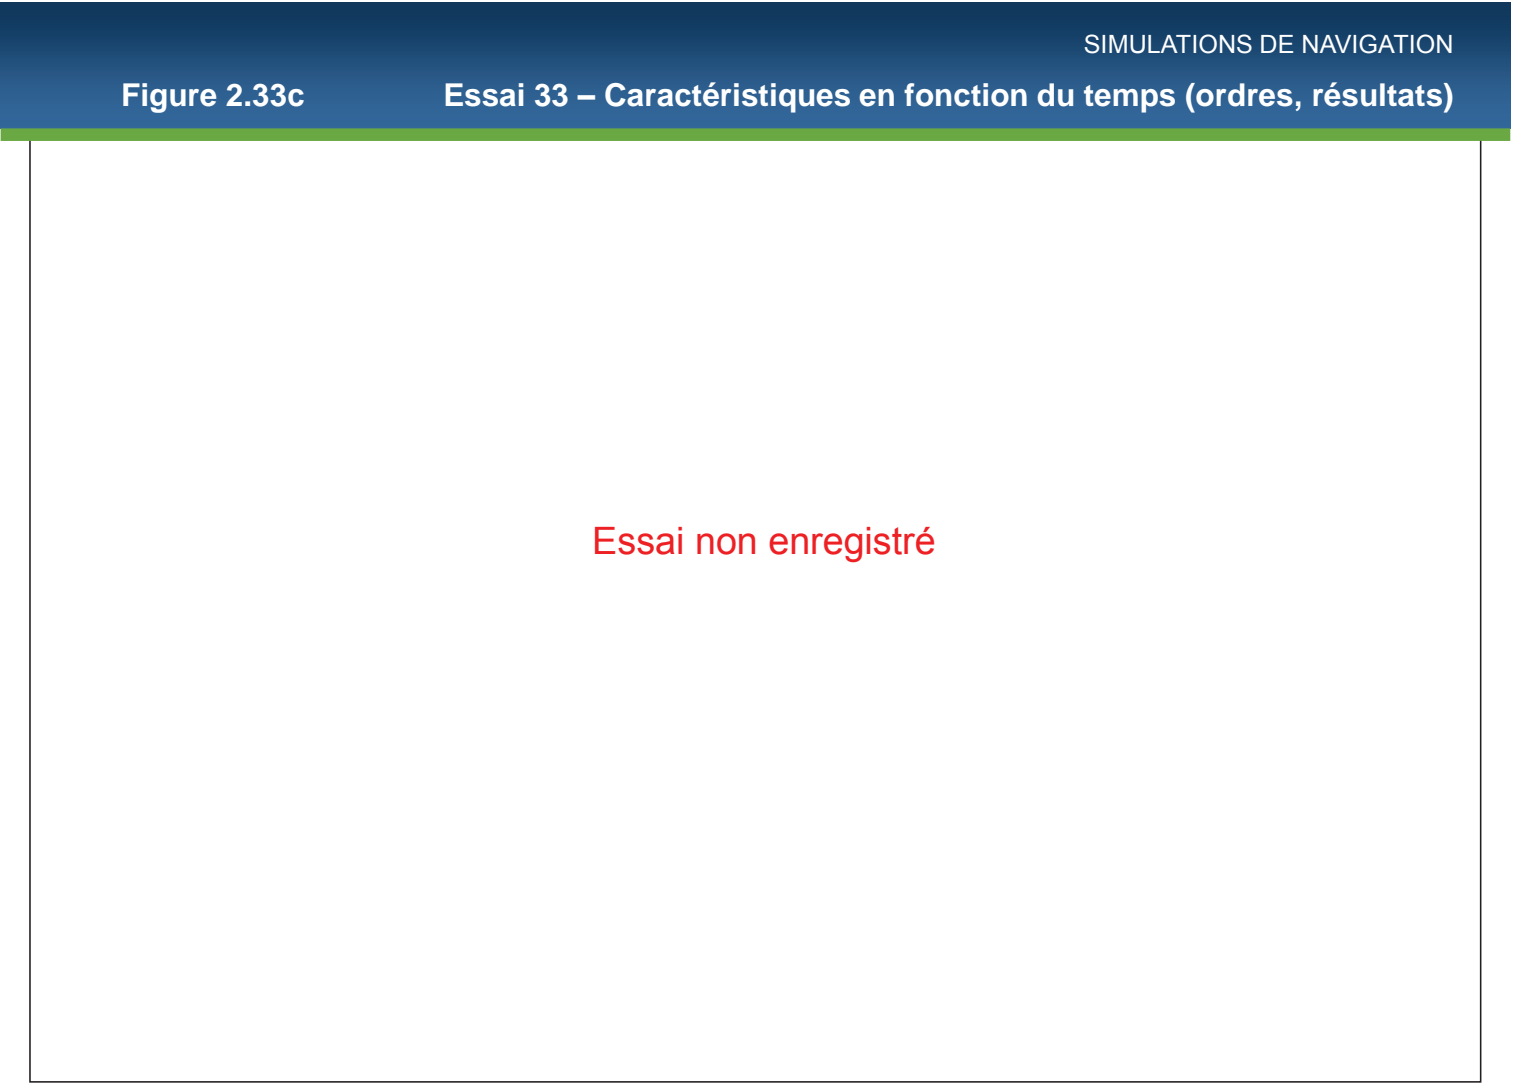 SIMULATIONS DE NAVIGATION
Figure 2.33c Essai 33 – Caractéristiques en fonction du temps (ordres, résultats)
Essai non enregistré